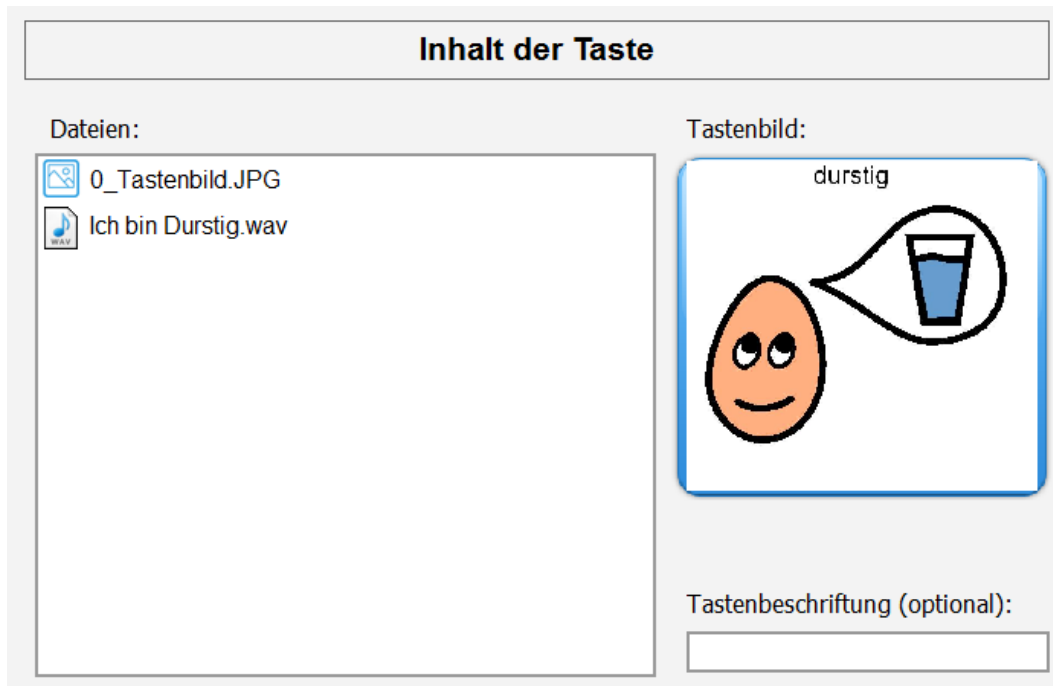 Inhalt der Taste
Dateien:
0_Tastenbild.JPG
WAV
Ich bin Durstig.wav
Tastenbild:
durstig
Tastenbeschriftung (optional):